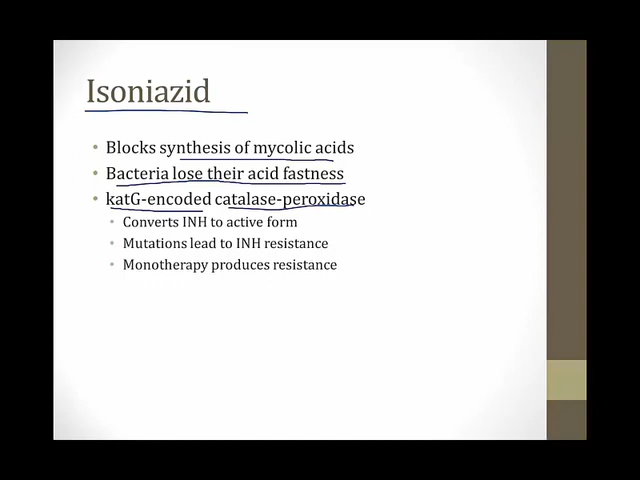 Isoniazid
• Blocks synthesis of mycolic acids
• Bacteria lose their acid fastness
• katG-encoded catalase-peroxidase
• Converts INH to active form
• Mutations lead to INH resistance
• Monotherapy produces resistance